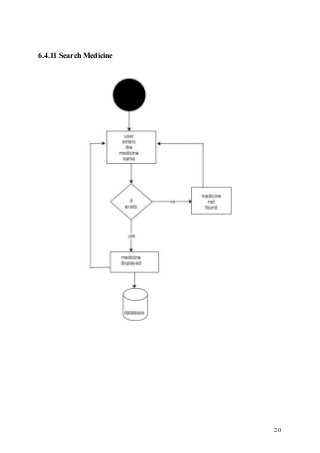 6.4.11 Search Medicine
user
enters
the
medicine
name
if
exists
no
medicine
not
found
yes
medicine
displayed
database
20